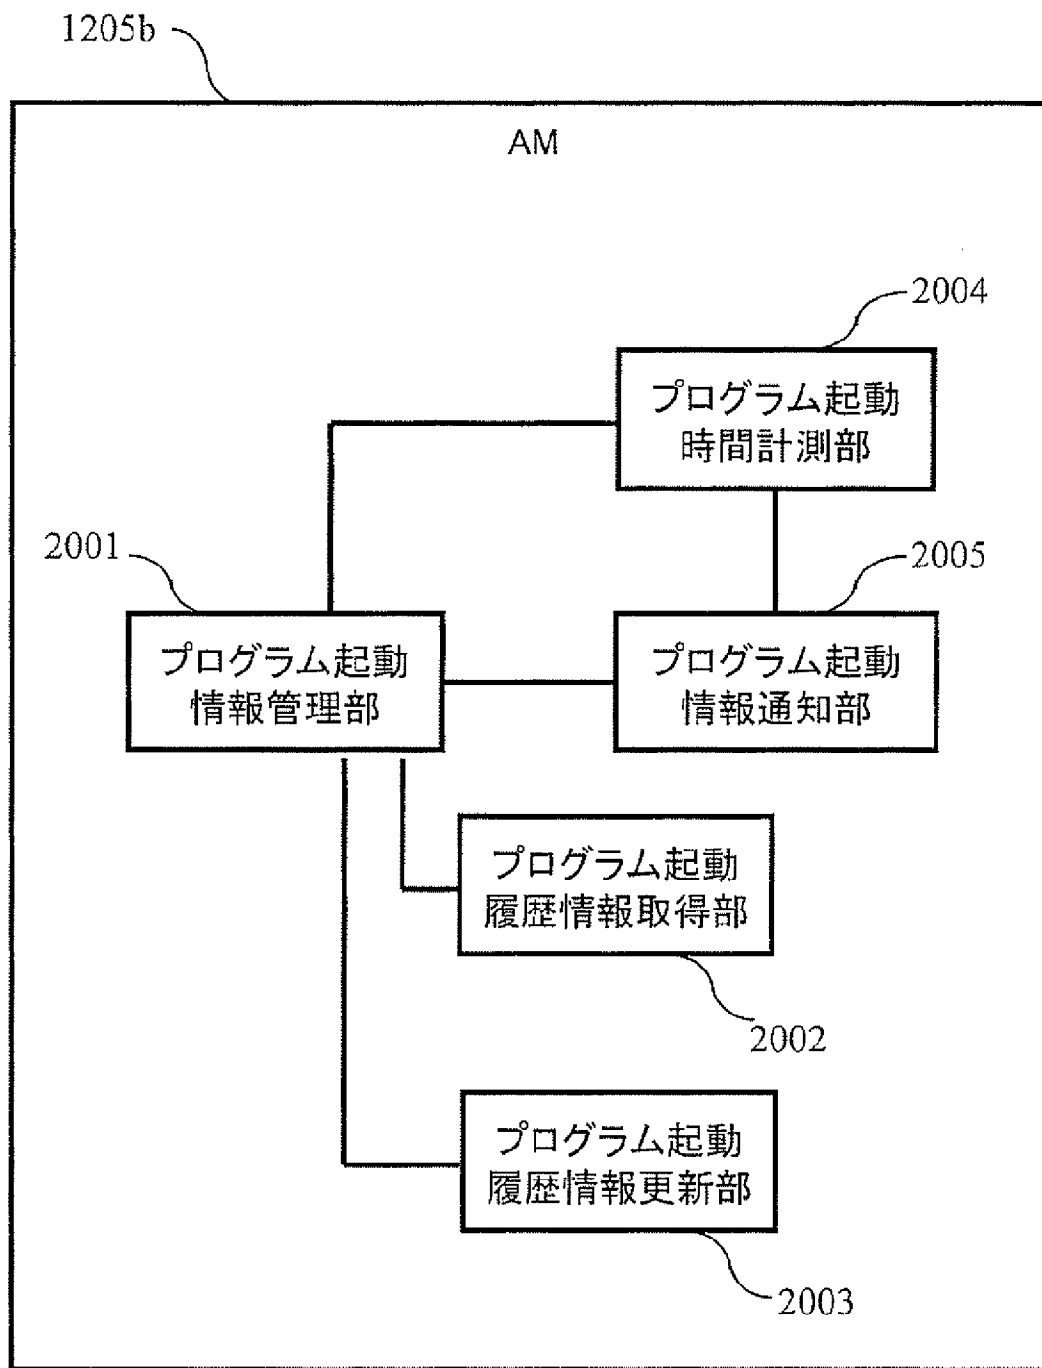 1205b
AM
2004
プログラム起動
時間計測部
2001
2005
プログラム起動
情報管理部
プログラム起動
情報通知部
プログラム起動
履歴情報取得部
2002
プログラム起動
履歴情報更新部
2003